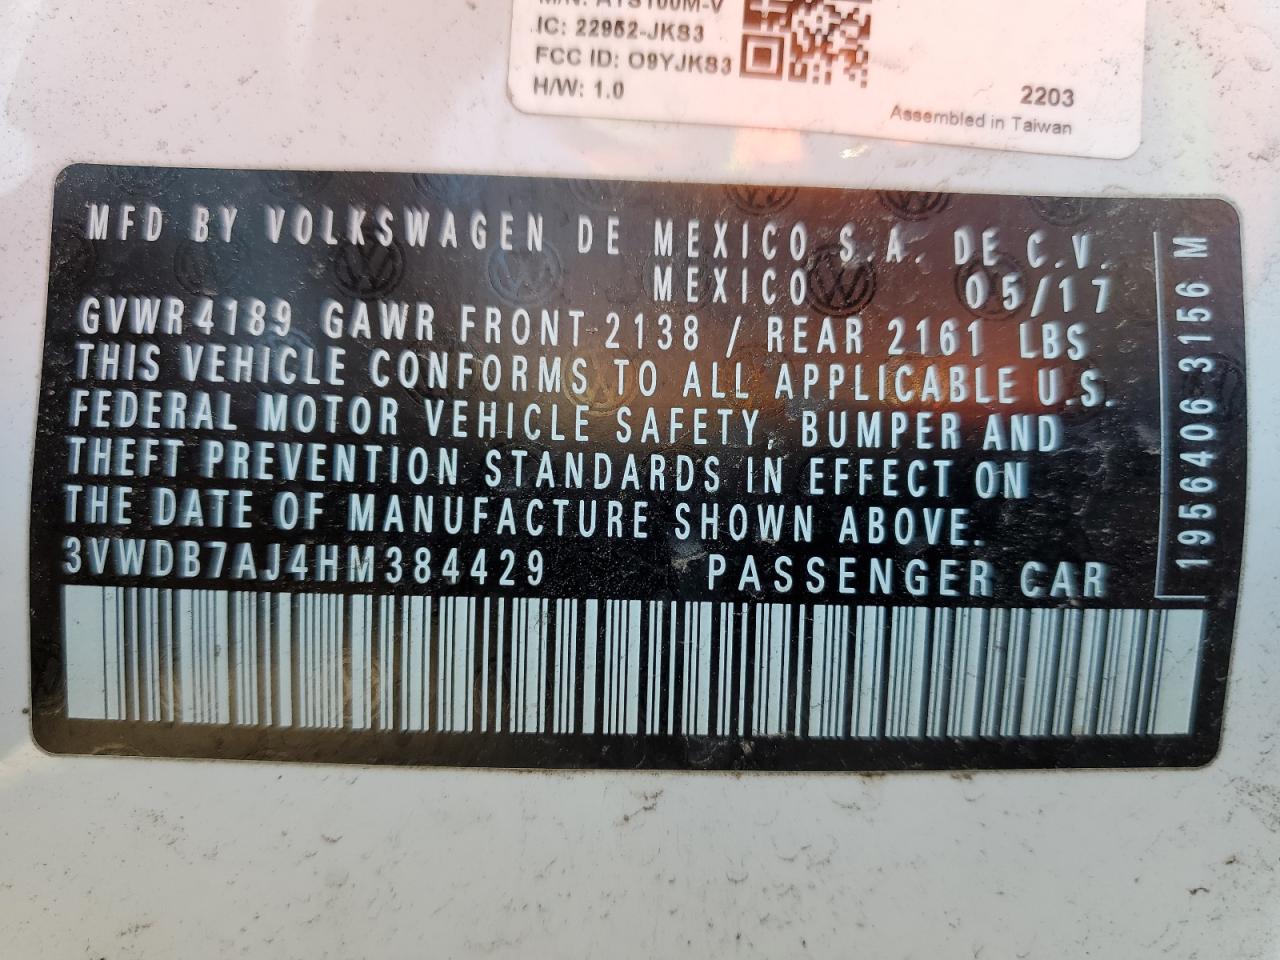 IC: 22952-JKS3
FCC ID: O9YJKS3
H/W: 1.0
2203
Assembled in Taiwan
MFD BY VOLKSWAGEN DE MEXICO S.A. DE C.V.
MEXICO 05/17
GVWR 4189 GAWR FRONT 2138 / REAR 2161 LBS
THIS VEHICLE CONFORMS TO ALL APPLICABLE U.S.
FEDERAL MOTOR VEHICLE SAFETY, BUMPER AND
THEFT PREVENTION STANDARDS IN EFFECT ON
THE DATE OF MANUFACTURE SHOWN ABOVE.
3VWDB7AJ4HM384429 PASSENGER CAR
1956406 3156 M